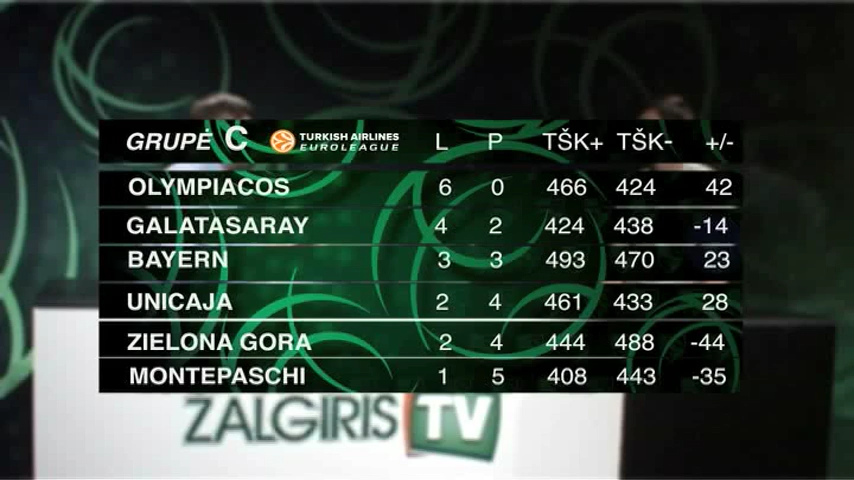 GRUPĖ C TURKISH AIRLINES EUROLEAGUE L P TŠK+ TŠK- +/-
OLYMPIACOS 6 0 466 424 42
GALATASARAY 4 2 424 438 -14
BAYERN 3 3 493 470 23
UNICAJA 2 4 461 433 28
ZIELONA GORA 2 4 444 488 -44
MONTEPASCHI 1 5 408 443 -35
ŽALGIRIS TV